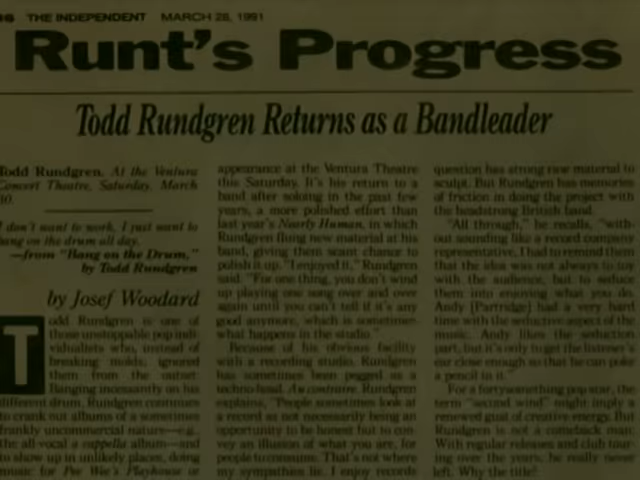 THE INDEPENDENT MARCH 28, 1991
Runt's Progress
Todd Rundgren Returns as a Bandleader
Todd Rundgren, At the Ventura
Concert Theatre, Saturday, March
30.
I don't want to work, I just want to
bang on the drum all day.
—from "Bang on the Drum,"
by Todd Rundgren
by Josef Woodard
Todd Rundgren is one of
those unstoppable pop indi-
vidualists who, instead of
breaking molds, ignored
them from the outset.
Banging incessantly on his
different drum, Rundgren continues
to crank out albums of a sometimes
frankly uncommercial nature—e.g.,
the all-vocal a cappella album—and
to show up in unlikely places, doing
music for Pee Wee's Playhouse or
appearance at the Ventura Theatre
this Saturday. It's his return to a
band after soloing in the past few
years, a more polished effort than
last year's Nearly Human, in which
Rundgren flung new material at his
band, giving them scant chance to
polish it up. "I enjoyed it," Rundgren
said. "For one thing, you don't wind
up playing one song over and over
again until you can't tell if it's any
good anymore, which is sometimes
what happens in the studio."
Because of his obvious facility
with a recording studio, Rundgren
has sometimes been pegged as a
techno-head. Au contraire, Rundgren
explains, "People sometimes look at
a record as not necessarily being an
opportunity to be honest but to con-
vey an illusion of what you are, for
people to consume. That's not where
my sympathies lie. I enjoy records
question has strong raw material to
sculpt. But Rundgren has memories
of friction in doing the project with
the headstrong British band.
"All through," he recalls, "with-
out sounding like a record company
representative, I had to remind them
that the idea was not always to toy
with the audience, but to seduce
them into enjoying what you do.
Andy [Partridge] had a very hard
time with the seductive aspect of the
music. Andy likes the seduction
part, but it's only to get the listener's
ear close enough so that he can poke
a pencil to it."
For a fortysomething pop star, the
term "second wind" might imply a
renewed goal of creative energy. But
Rundgren is not a comeback man.
With regular releases and club tour-
ing over the years, he really never
left. Why the title?